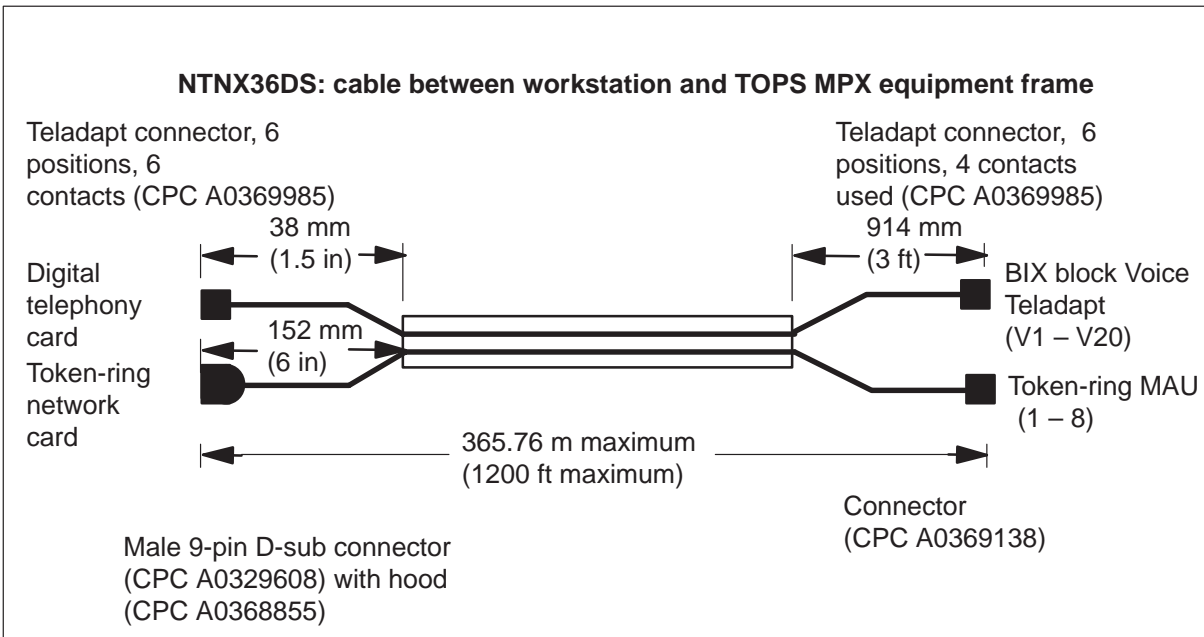 NTNX36DS: cable between workstation and TOPS MPX equipment frame
Teladapt connector, 6
positions, 6
contacts (CPC A0369985)
Teladapt connector, 6
positions, 4 contacts
used (CPC A0369985)
38 mm
(1.5 in)
914 mm
(3 ft)
Digital
telephony
card
BIX block Voice
Teladapt
(V1 – V20)
152 mm
(6 in)
Token-ring
network
card
Token-ring MAU
(1 – 8)
365.76 m maximum
(1200 ft maximum)
Connector
(CPC A0369138)
Male 9-pin D-sub connector
(CPC A0329608) with hood
(CPC A0368855)